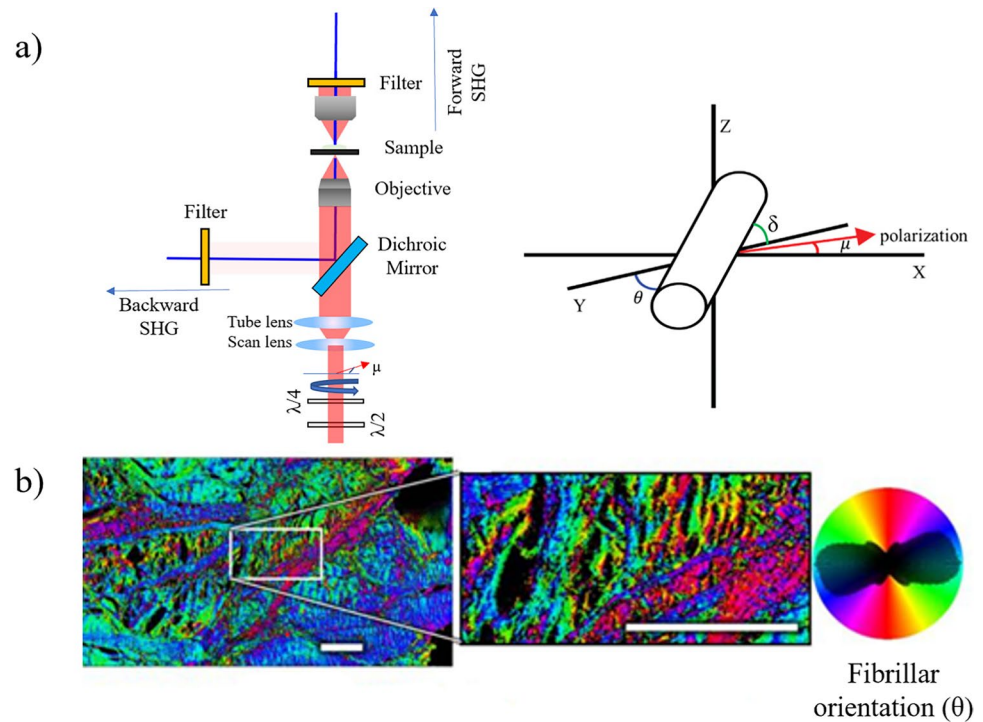 a)
Filter
Forward
SHG
Sample
Objective
Filter
Dichroic
Mirror
Backward
SHG
Tube lens
Scan lens
μ
λ/4
λ/2
Z
δ
μ
polarization
X
Y
θ
b)
Fibrillar
orientation (θ)